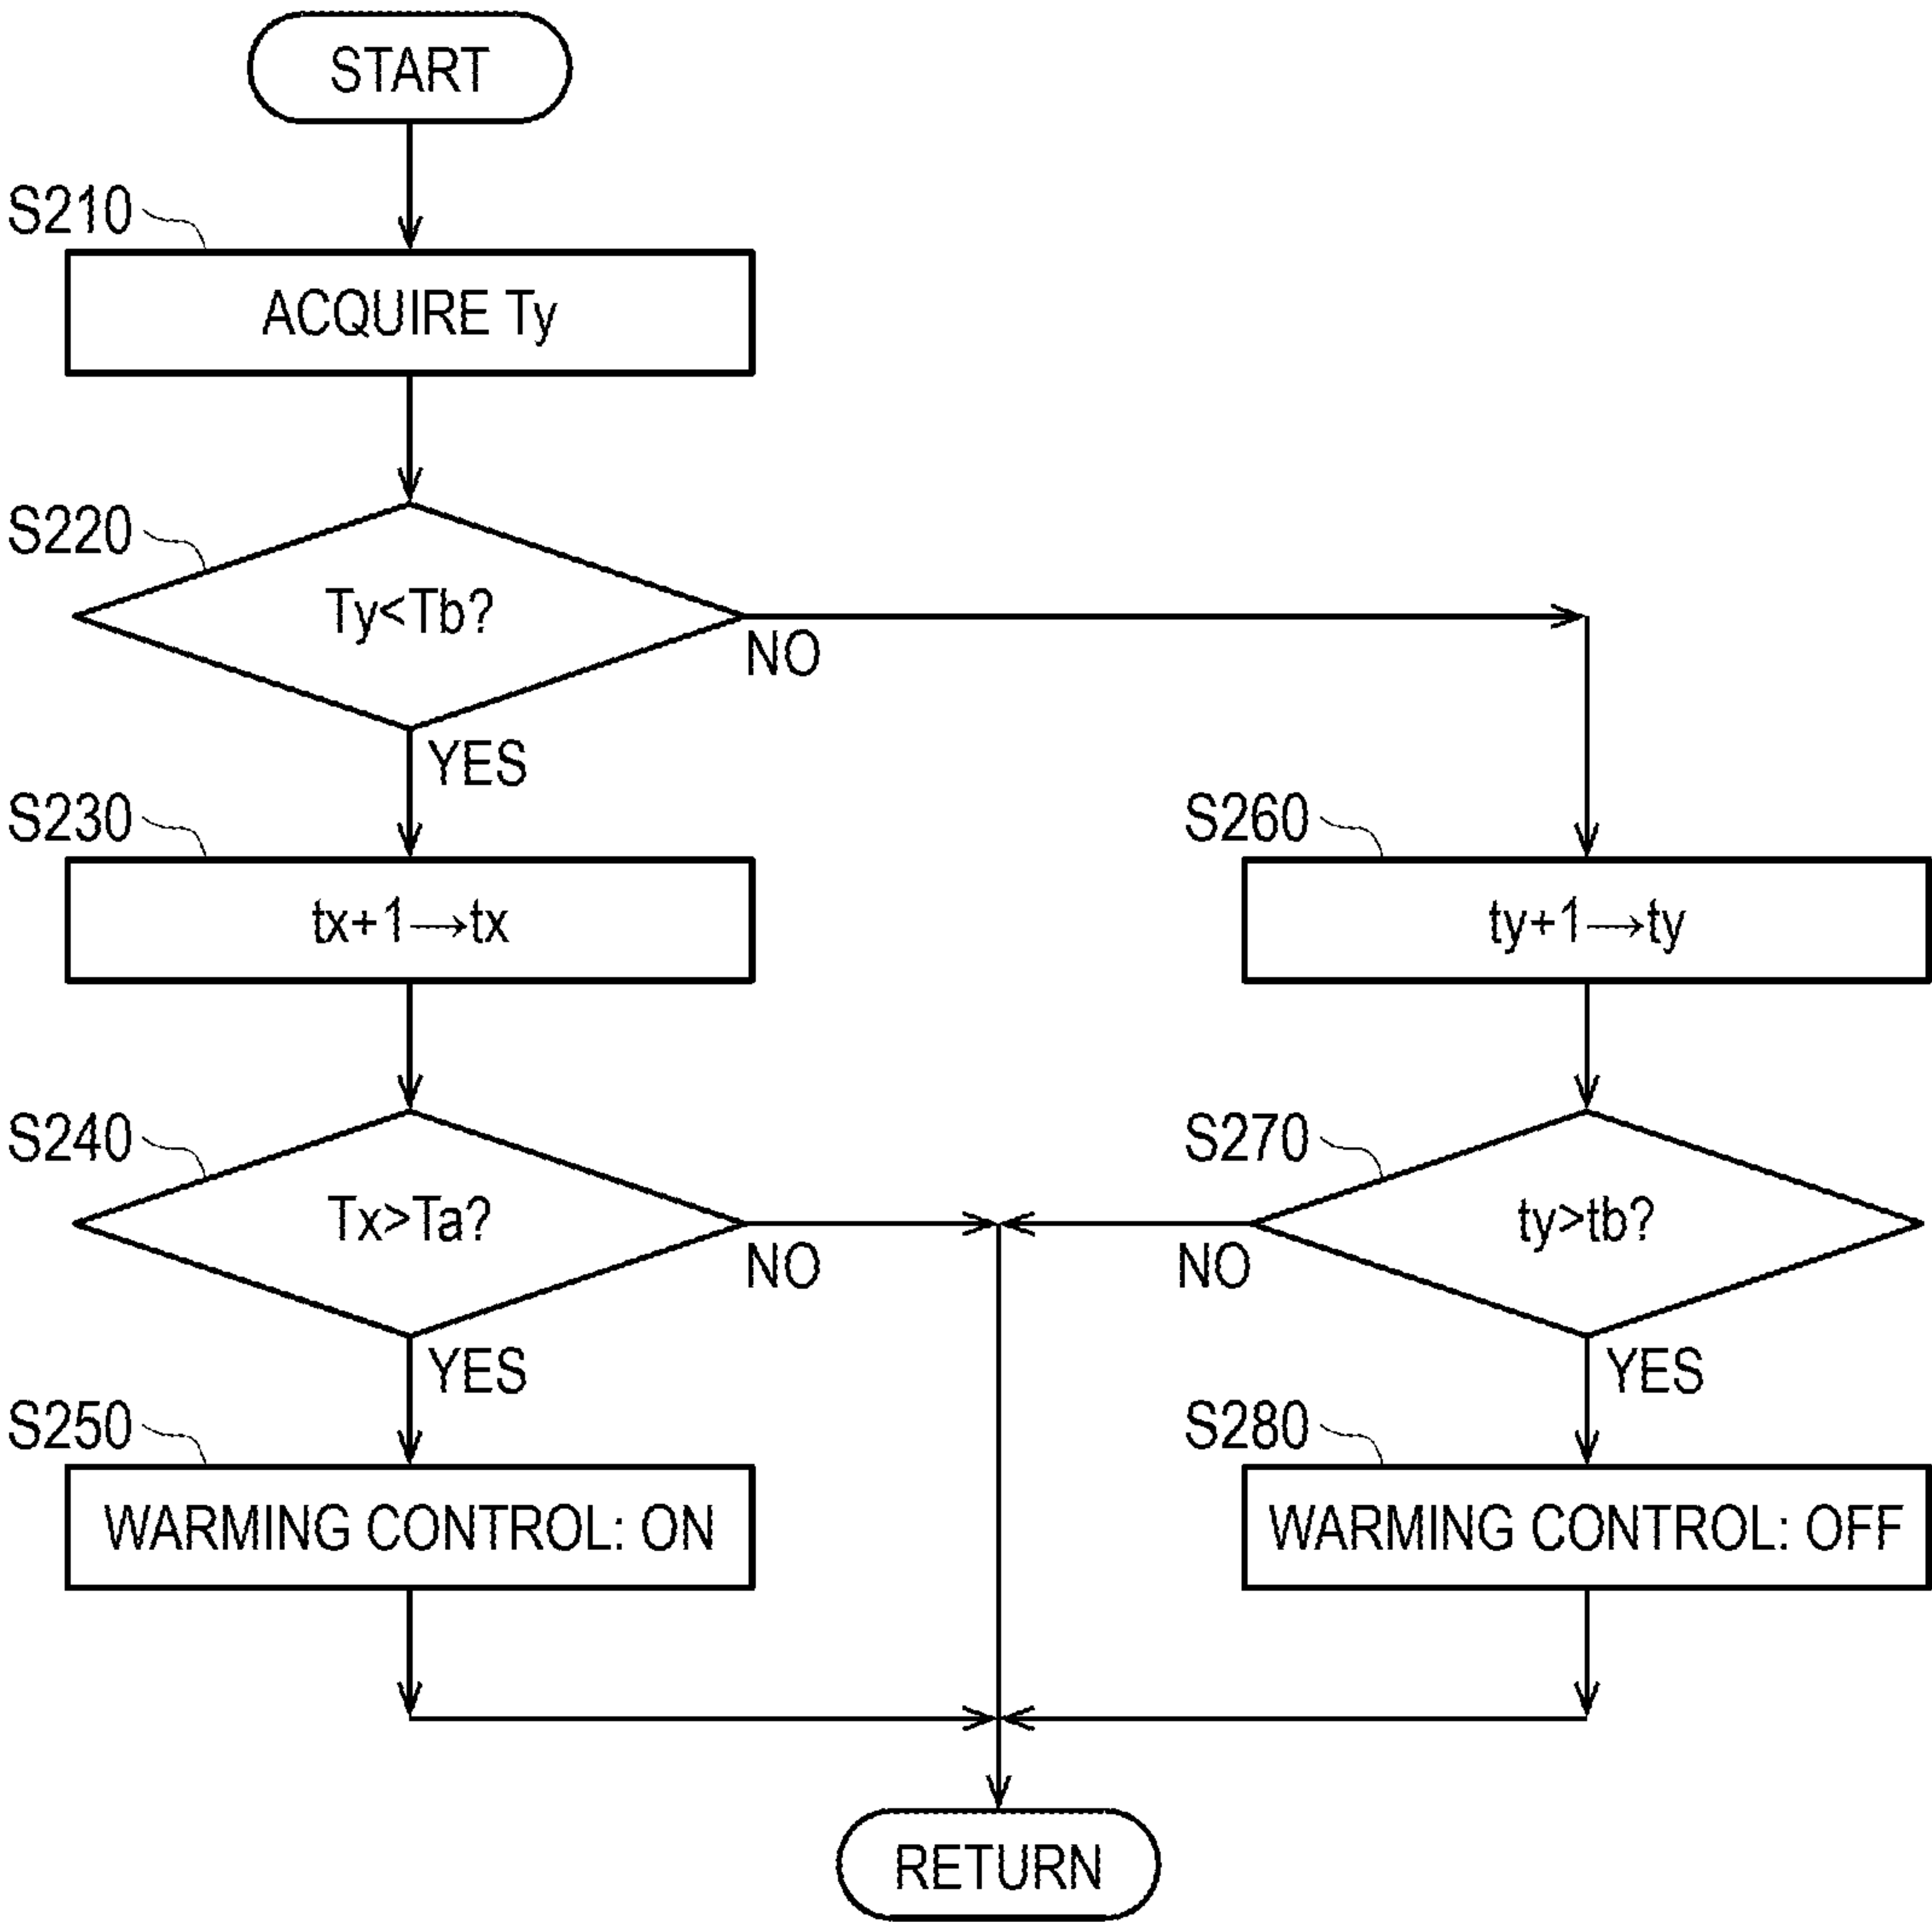 START
S210
ACQUIRE Ty
S220
Ty<Tb?
NO
YES
S230
tx+1→tx
S260
ty+1→ty
S240
Tx>Ta?
NO
YES
S270
ty>tb?
NO
YES
S250
WARMING CONTROL: ON
S280
WARMING CONTROL: OFF
RETURN